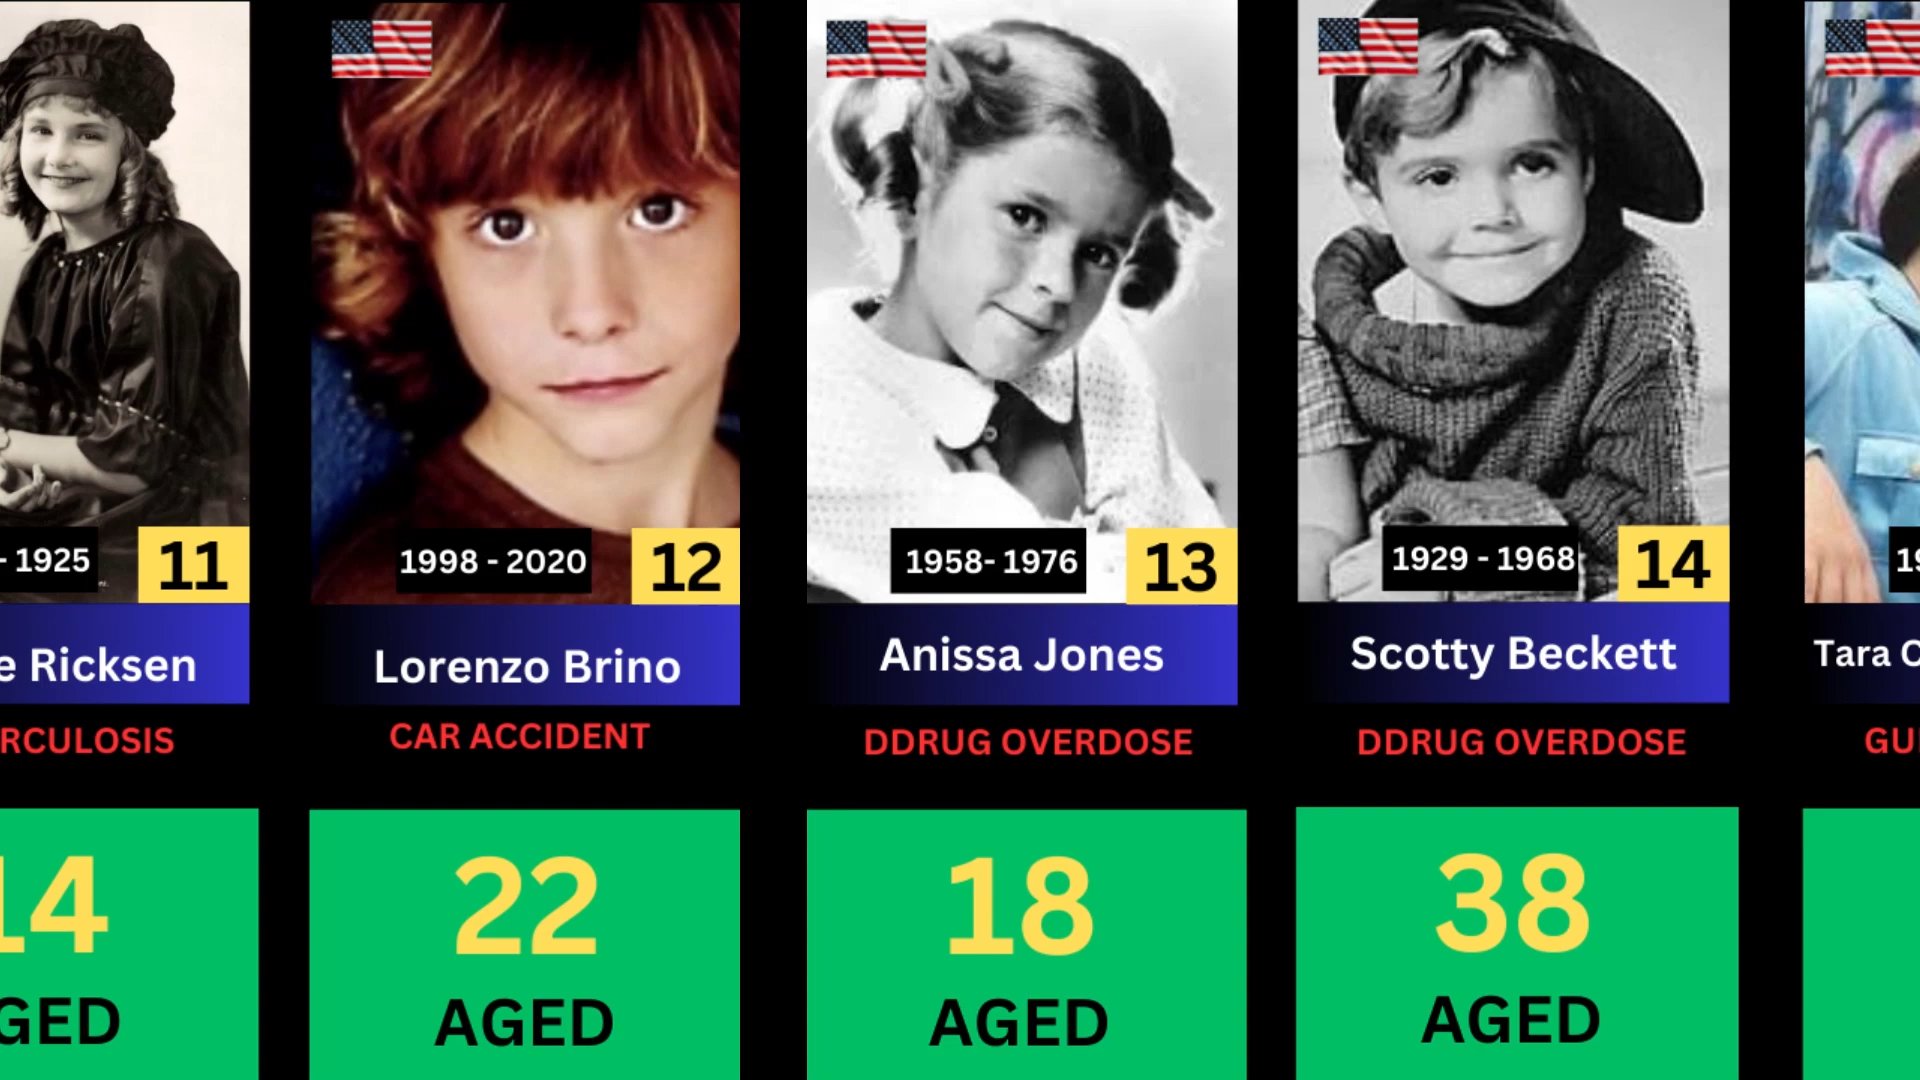 - 1925
11
e Ricksen
RCULOSIS
14
GED
1998 - 2020
12
Lorenzo Brino
CAR ACCIDENT
22
AGED
1958- 1976
13
Anissa Jones
DDRUG OVERDOSE
18
AGED
1929 - 1968
14
Scotty Beckett
DDRUG OVERDOSE
38
AGED
19
Tara C
GU